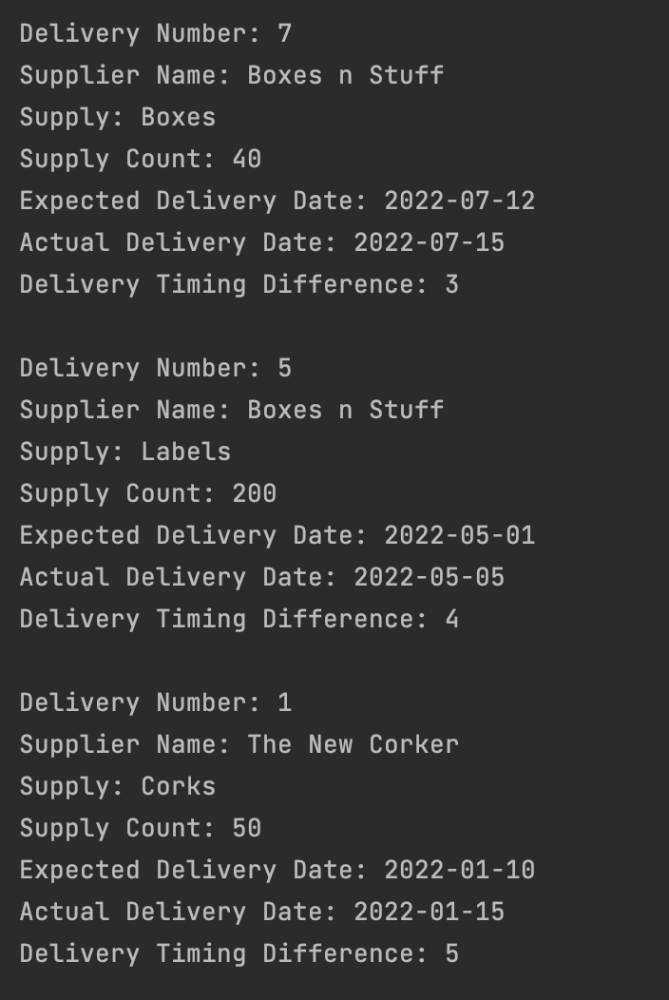 Delivery Number: 7
Supplier Name: Boxes n Stuff
Supply: Boxes
Supply Count: 40
Expected Delivery Date: 2022-07-12
Actual Delivery Date: 2022-07-15
Delivery Timing Difference: 3

Delivery Number: 5
Supplier Name: Boxes n Stuff
Supply: Labels
Supply Count: 200
Expected Delivery Date: 2022-05-01
Actual Delivery Date: 2022-05-05
Delivery Timing Difference: 4

Delivery Number: 1
Supplier Name: The New Corker
Supply: Corks
Supply Count: 50
Expected Delivery Date: 2022-01-10
Actual Delivery Date: 2022-01-15
Delivery Timing Difference: 5